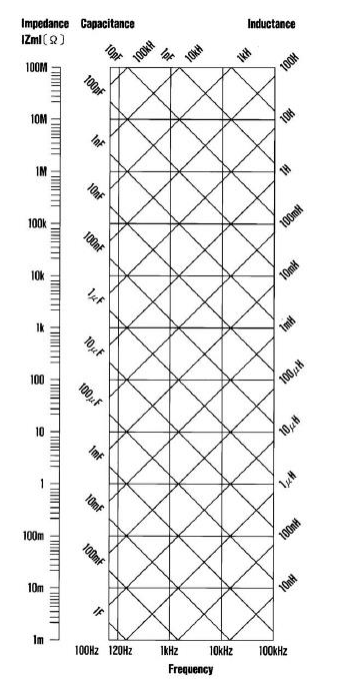 Impedance Capacitance Inductance
|Zm| [ Ω ]
10pF 100kH 1pF 10kH 1kH 100H
100M
100pF
10M 10H
1nF
1M 1H
10nF
100k 100mH
100nF
10k 10mH
1μF
1k 1mH
10μF
100 100μH
100μF
10 10μH
1mF
1 1μH
10mF
100m 100nH
100mF
10m 10nH
1F
1m
100Hz 120Hz 1kHz 10kHz 100kHz
Frequency